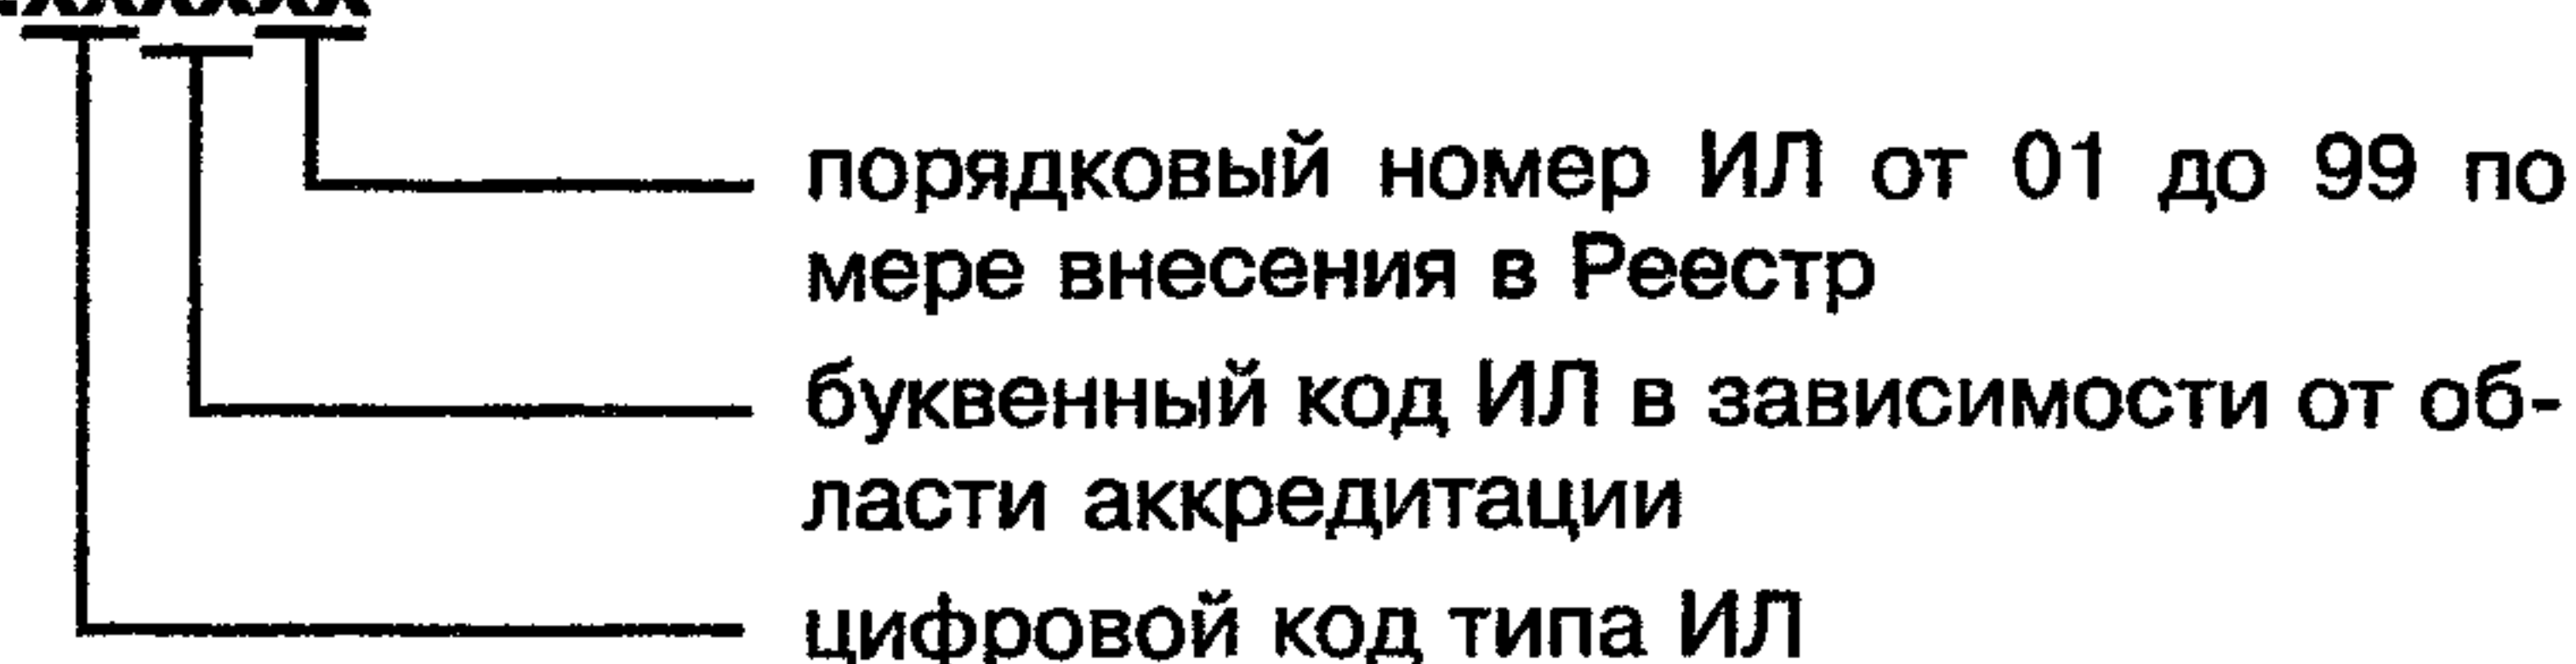 порядковый номер ИЛ от 01 до 99 по
мере внесения в Реестр
буквенный код ИЛ в зависимости от об-
ласти аккредитации
цифровой код типа ИЛ